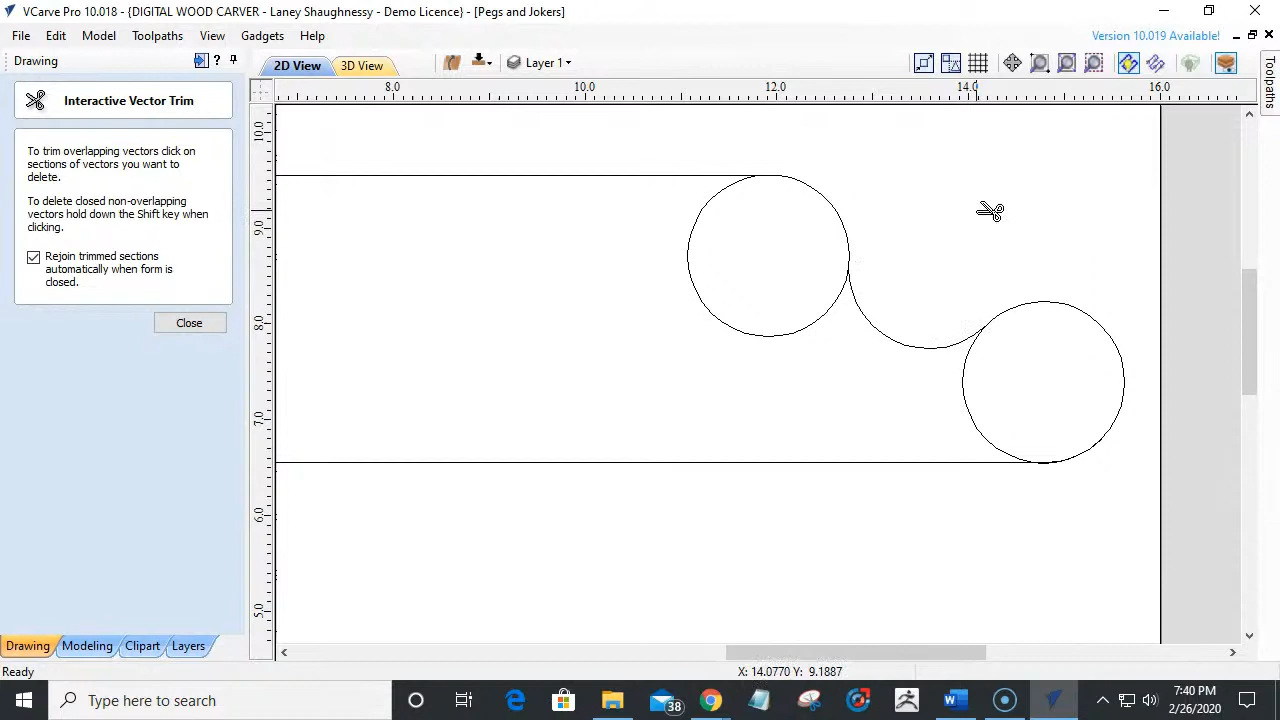 VCarve Pro 10.018 - {DIGITAL WOOD CARVER - Laney Shaughnessy - Demo Licence} - [Pegs and Jokers]
File Edit Model Toolpaths View Gadgets Help Version 10.019 Available!
Drawing ? 2D View 3D View Layer 1
Toolpaths
8.0 10.0 12.0 14.0 16.0
Interactive Vector Trim
To trim overlapping vectors click on
sections of vectors you want to
delete.
To delete closed non-overlapping
vectors hold down the Shift key when
clicking.
Rejoin trimmed sections
automatically when form is
closed.
Close
10.0
9.0
8.0
7.0
6.0
5.0
Drawing Modeling Clipart Layers
Ready X: 14.0770 Y: 9.1887
Type here to search 38 7:40 PM
2/26/2020